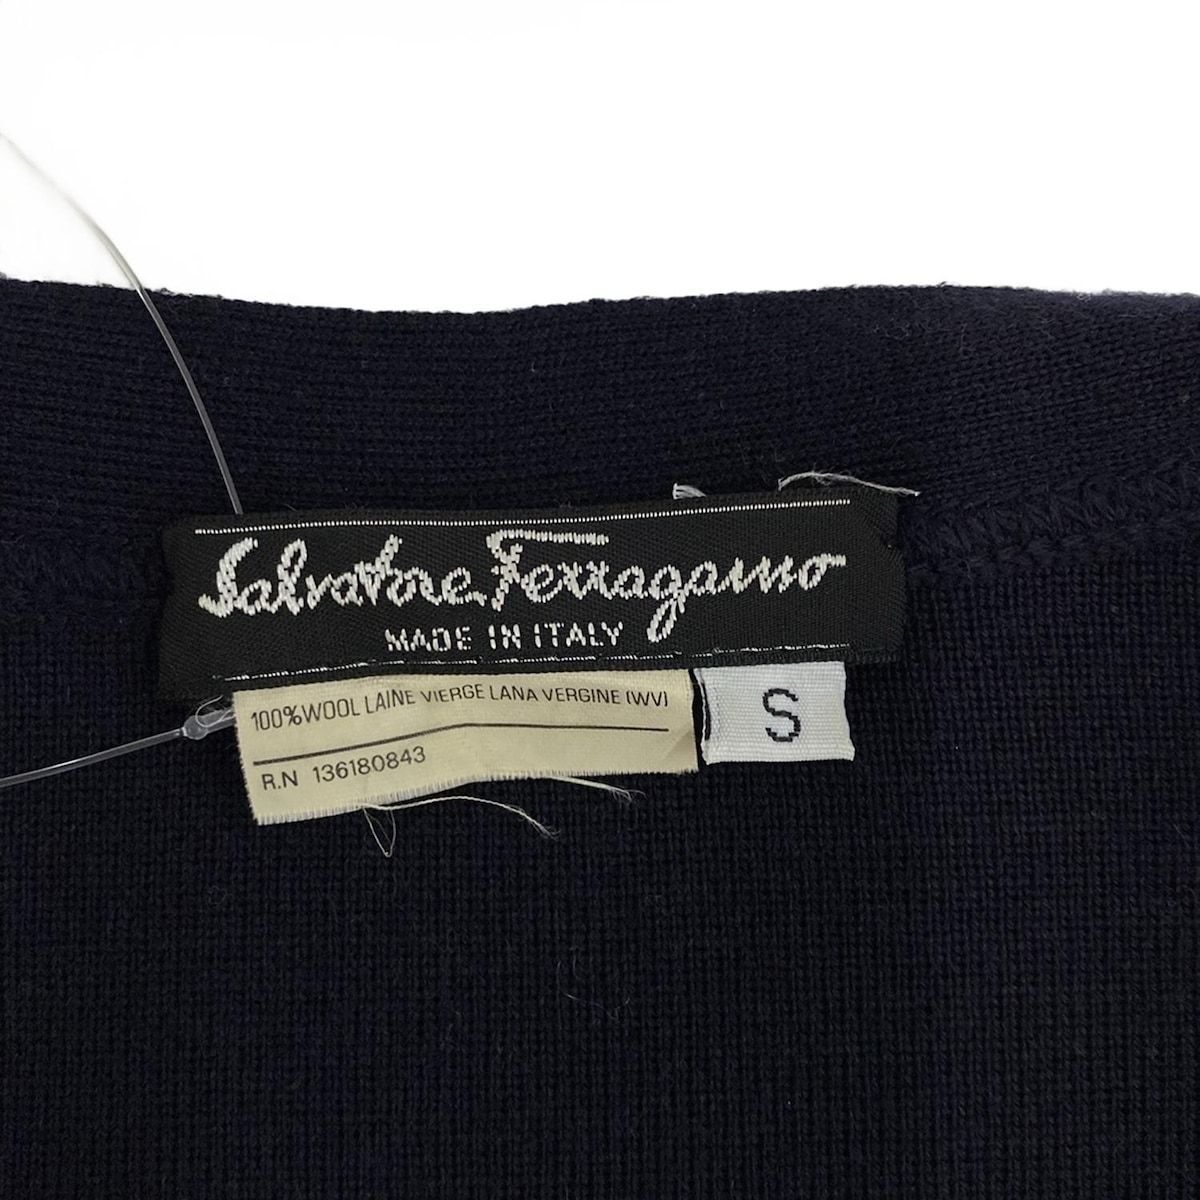 Salvatore Ferragamo
MADE IN ITALY
100%WOOL LAINE VIERGE LANA VERGINE (WV)
R.N 136180843
S